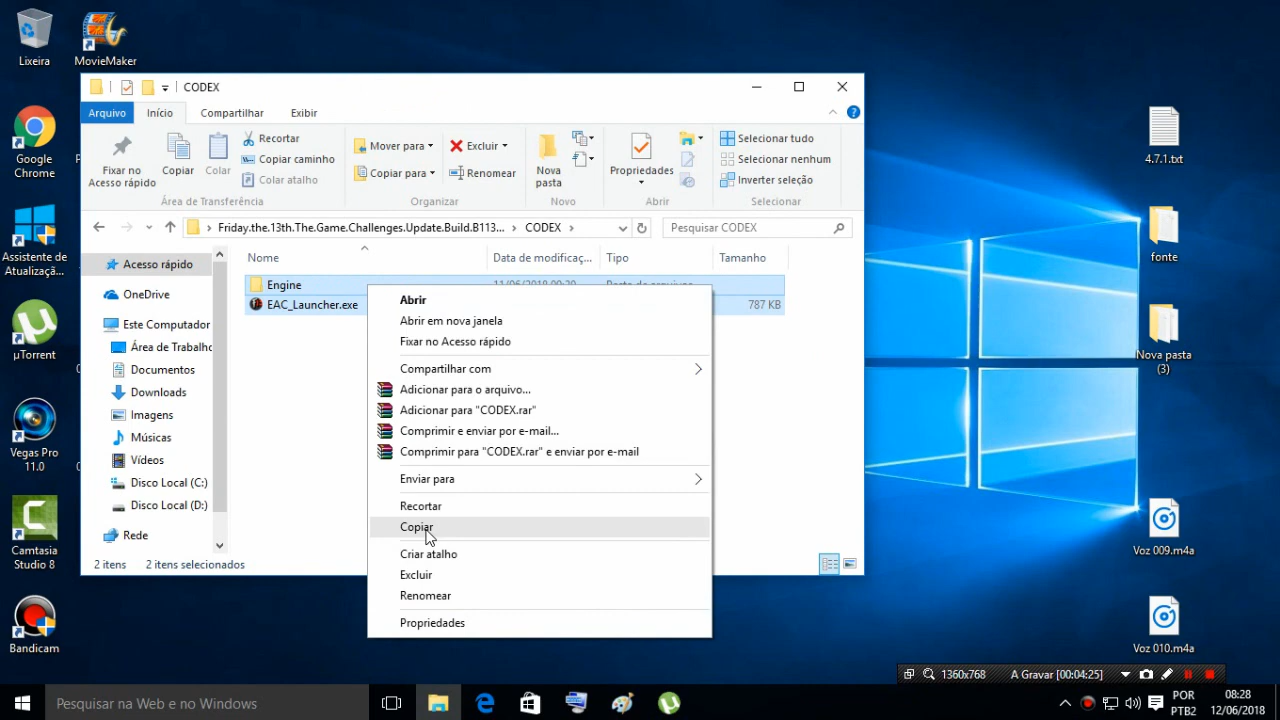 Lixeira
MovieMaker
Google
Chrome
Assistente de
Atualizaçã...
µTorrent
Vegas Pro
11.0
Camtasia
Studio 8
Bandicam
CODEX
Arquivo
Início
Compartilhar
Exibir
Fixar no
Acesso rápido
Copiar
Colar
Recortar
Copiar caminho
Colar atalho
Área de Transferência
Mover para
Copiar para
Excluir
Renomear
Organizar
Nova
pasta
Novo
Propriedades
Abrir
Selecionar tudo
Selecionar nenhum
Inverter seleção
Selecionar
Friday.the.13th.The.Game.Challenges.Update.Build.B113... > CODEX >
Pesquisar CODEX
Nome
Data de modificaç...
Tipo
Tamanho
Acesso rápido
OneDrive
Este Computador
Área de Trabalho
Documentos
Downloads
Imagens
Músicas
Vídeos
Disco Local (C:)
Disco Local (D:)
Rede
Engine
EAC_Launcher.exe
787 KB
Abrir
Abrir em nova janela
Fixar no Acesso rápido
Compartilhar com
Adicionar para o arquivo...
Adicionar para "CODEX.rar"
Comprimir e enviar por e-mail...
Comprimir para "CODEX.rar" e enviar por e-mail
Enviar para
Recortar
Copiar
Criar atalho
Excluir
Renomear
Propriedades
2 itens
2 itens selecionados
4.7.1.txt
fonte
Nova pasta
(3)
Voz 009.m4a
Voz 010.m4a
1360x768
A Gravar [00:04:25]
Pesquisar na Web e no Windows
POR
PTB2
08:28
12/06/2018